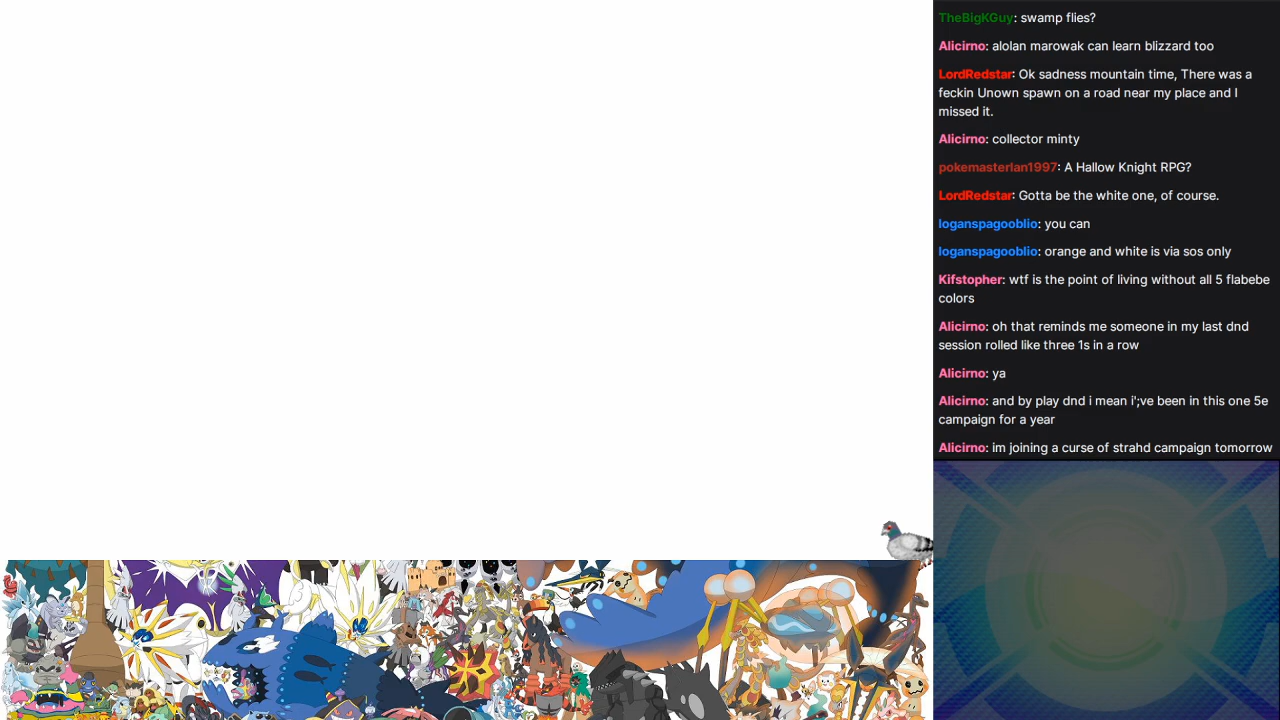 TheBigKGuy: swamp flies?
Alicirno: alolan marowak can learn blizzard too
LordRedstar: Ok sadness mountain time, There was a
feckin Unown spawn on a road near my place and I
missed it.
Alicirno: collector minty
pokemasterIan1997: A Hallow Knight RPG?
LordRedstar: Gotta be the white one, of course.
loganspagooblio: you can
loganspagooblio: orange and white is via sos only
Kifstopher: wtf is the point of living without all 5 flabebe
colors
Alicirno: oh that reminds me someone in my last dnd
session rolled like three 1s in a row
Alicirno: ya
Alicirno: and by play dnd i mean i';ve been in this one 5e
campaign for a year
Alicirno: im joining a curse of strahd campaign tomorrow